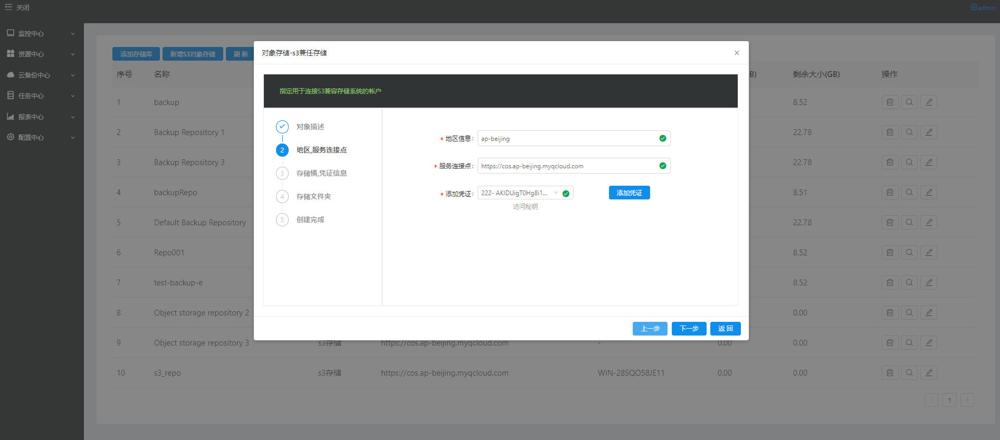 关闭
admin
监控中心
资源中心
云备份中心
任务中心
报表中心
配置中心
添加存储库
新增S3对象存储
刷 新
序号
名称
B)
剩余大小(GB)
操作
1
backup
8.52
2
Backup Repository 1
22.78
3
Backup Repository 3
22.78
4
backupRepo
8.51
5
Default Backup Repository
22.78
6
Repo001
8.52
7
test-backup-e
8.52
8
Object storage repository 2
0.00
9
Object storage repository 3
s3存储
https://cos.ap-beijing.myqcloud.com
-
0.00
0.00
10
s3_repo
s3存储
https://cos.ap-beijing.myqcloud.com
WIN-28SQO58JE11
0.00
0.00
1
对象存储-s3兼任存储
指定用于连接S3兼容存储系统的帐户
对象描述
2
地区,服务连接点
3
存储桶,凭证信息
4
存储文件夹
5
创建完成
* 地区信息:
ap-beijing
* 服务连接点:
https://cos.ap-beijing.myqcloud.com
* 添加凭证:
222- AKIDUigT0Hg8i1...
添加凭证
访问秘钥
上一步
下一步
返 回